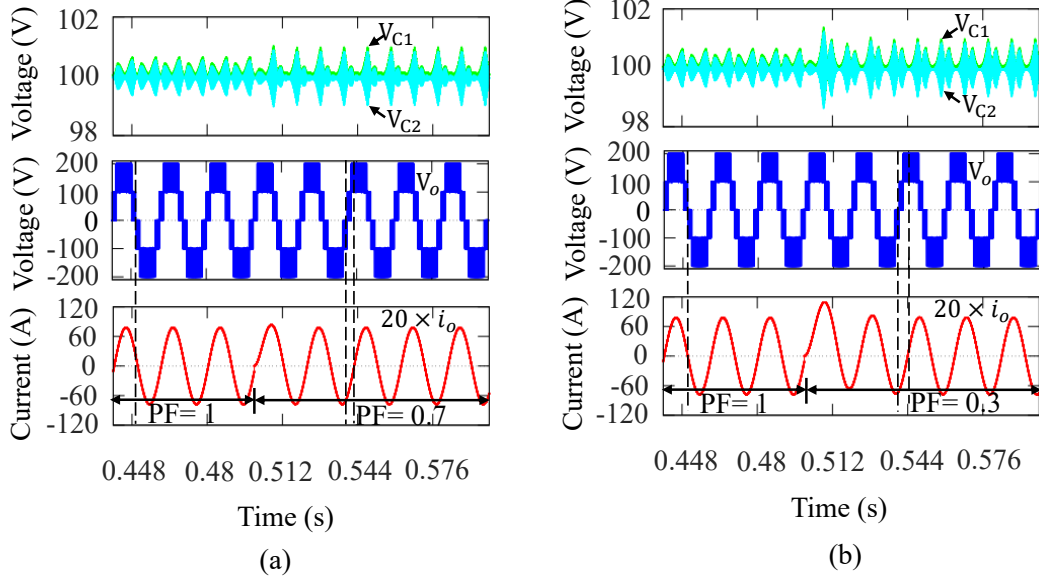 (a)
Voltage (V)
102
100
98
V_C1
V_C2
Voltage (V)
200
100
0
-100
-200
V_o
Current (A)
120
60
0
-60
-120
20 × i_o
PF= 1
PF= 0.7
0.448 0.48 0.512 0.544 0.576
Time (s)
(a)
(b)
Voltage (V)
102
100
98
V_C1
V_C2
Voltage (V)
200
100
0
-100
-200
V_o
Current (A)
120
60
0
-60
-120
20 × i_o
PF= 1
PF= 0.3
0.448 0.48 0.512 0.544 0.576
Time (s)
(b)